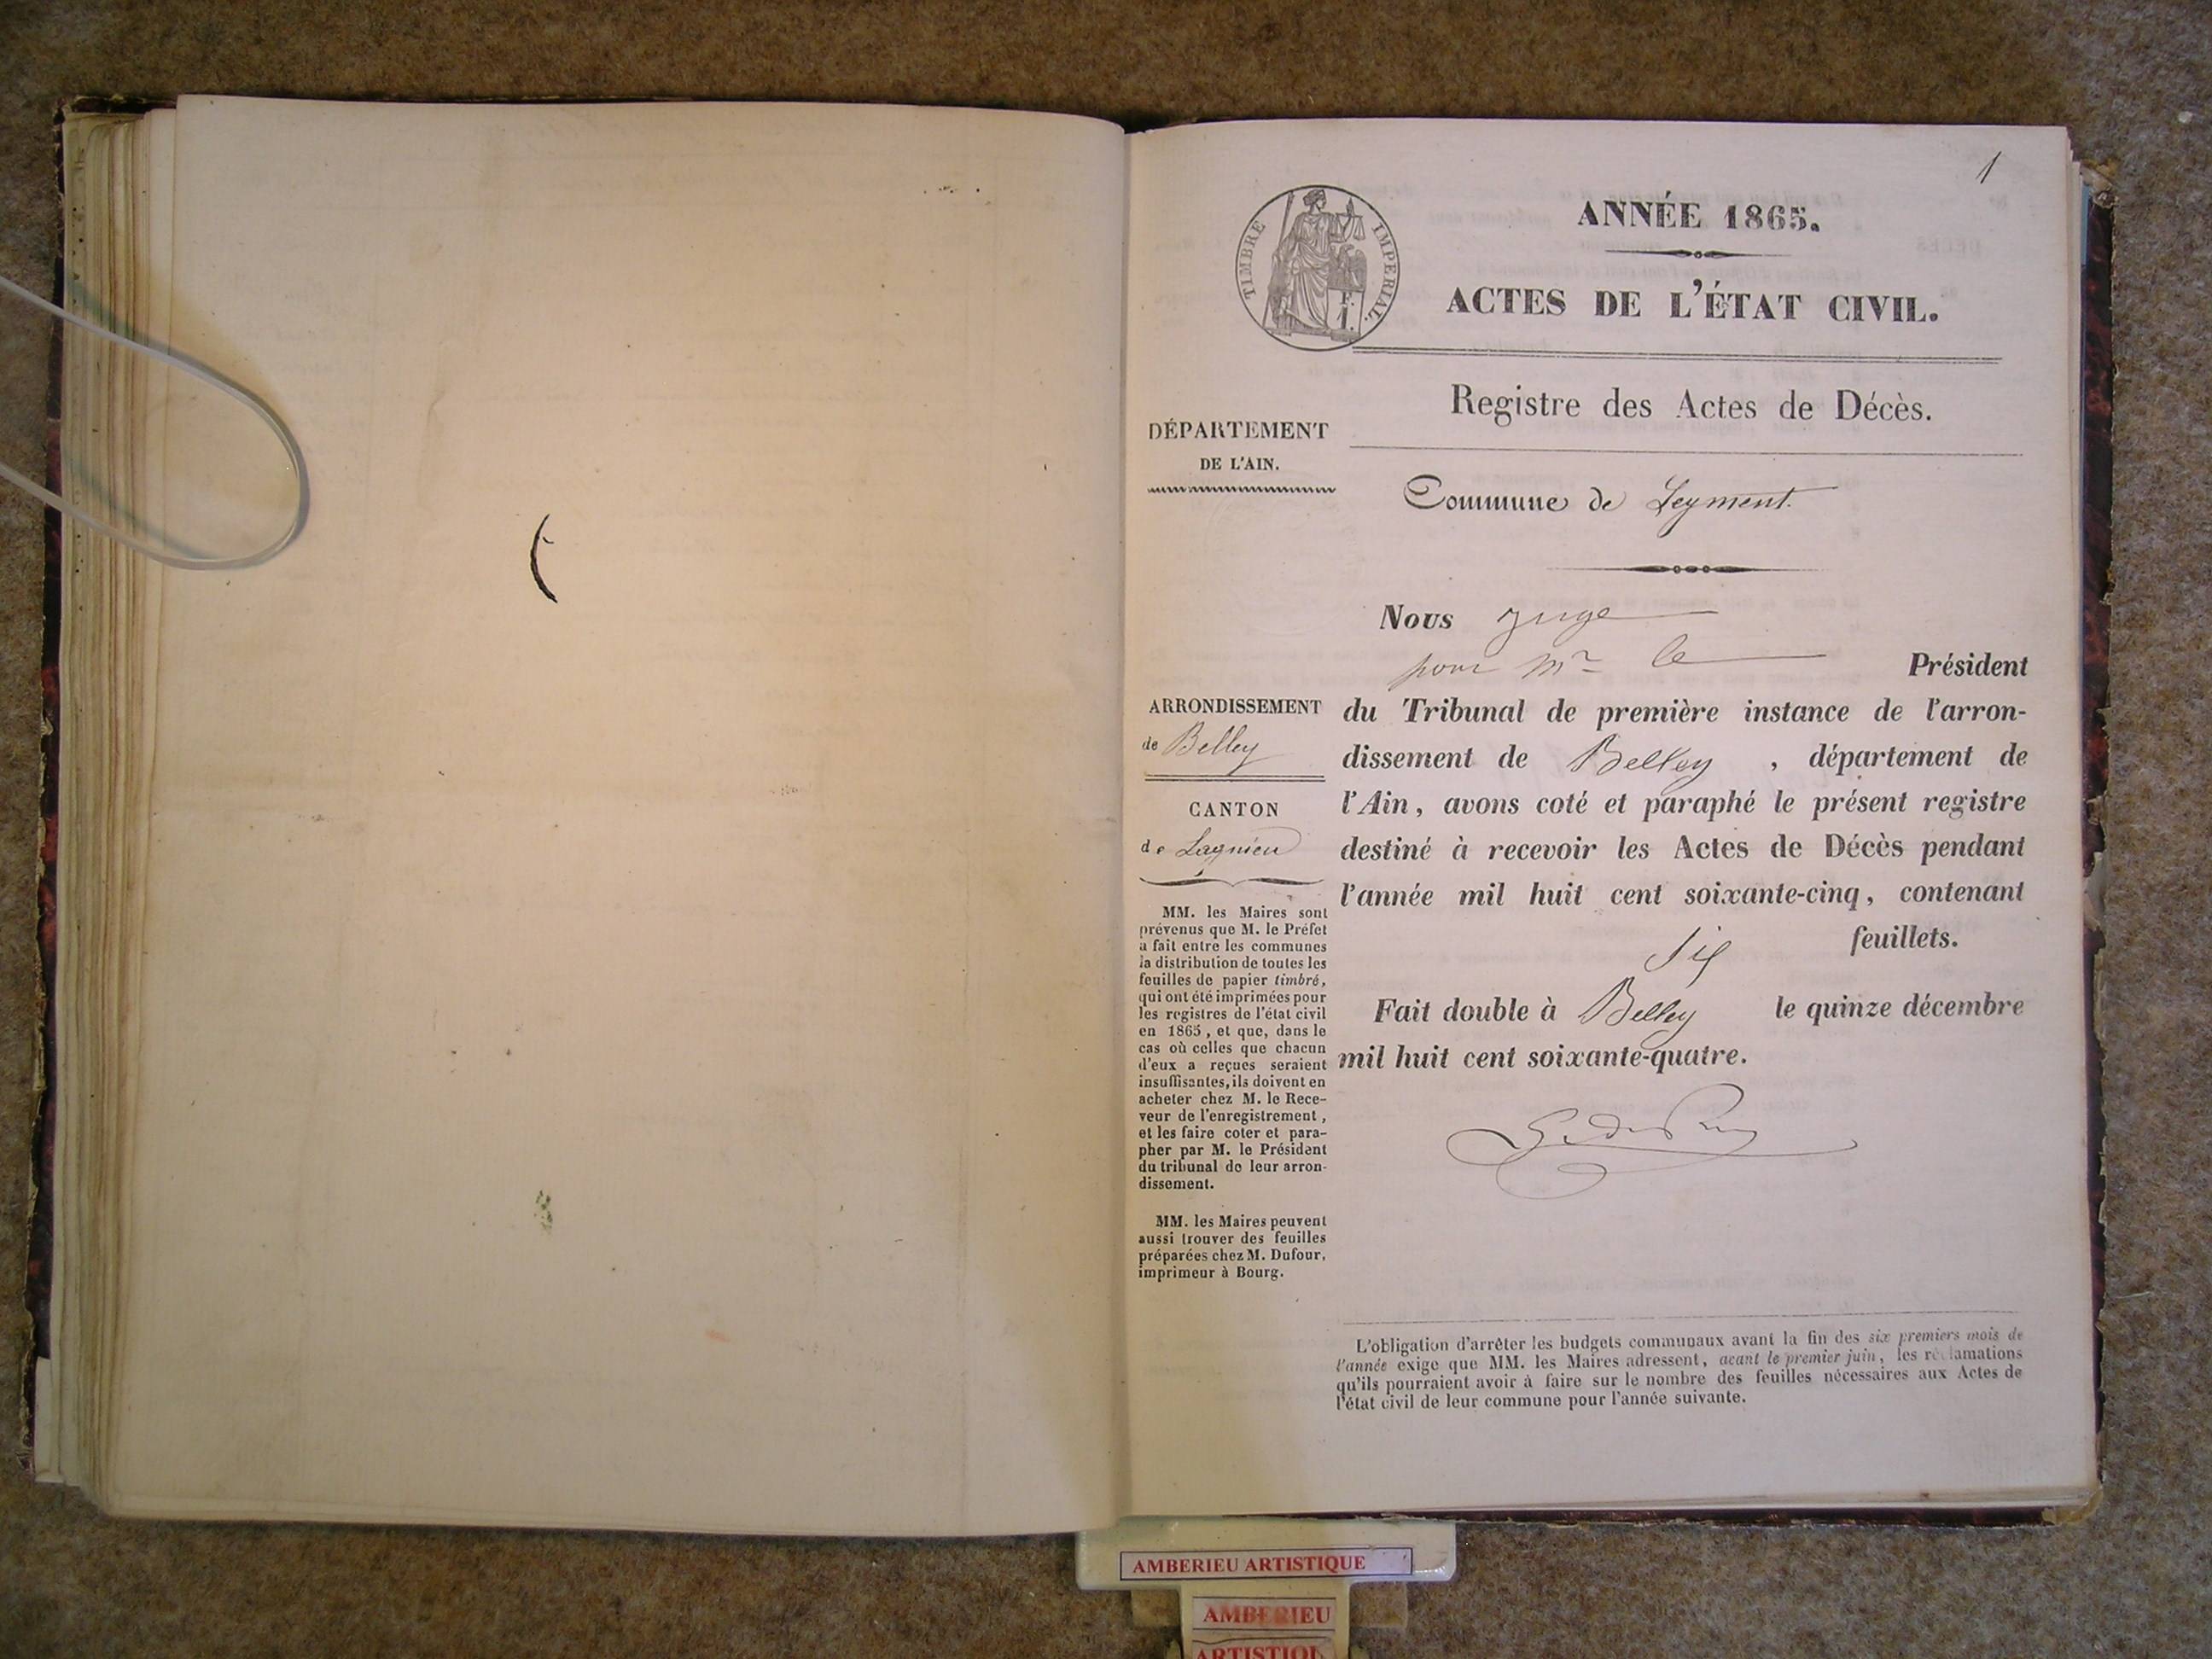 1
TIMBRE IMPERIAL.
F.
1.
ANNÉE 1865.
ACTES DE L'ÉTAT CIVIL.
Registre des Actes de Décès.
DÉPARTEMENT
DE L'AIN.
Commune de Leyment.
Nous juge
pour Mr le Président
ARRONDISSEMENT
de Belley
CANTON
de Lagnieu
du Tribunal de première instance de l'arron-
dissement de Belley, département de
l'Ain, avons coté et paraphé le présent registre
destiné à recevoir les Actes de Décès pendant
l'année mil huit cent soixante-cinq, contenant
six feuillets.
Fait double à Belley le quinze décembre
mil huit cent soixante-quatre.
MM. les Maires sont
prévenus que M. le Préfet
a fait entre les communes
la distribution de toutes les
feuilles de papier timbré,
qui ont été imprimées pour
les registres de l'état civil
en 1865, et que, dans le
cas où celles que chacun
d'eux a reçues seraient
insuffisantes, ils doivent en
acheter chez M. le Rece-
veur de l'enregistrement,
et les faire coter et para-
pher par M. le Président
du tribunal de leur arron-
dissement.
MM. les Maires peuvent
aussi trouver des feuilles
préparées chez M. Dufour,
imprimeur à Bourg.
L'obligation d'arrêter les budgets communaux avant la fin des six premiers mois de
l'année exige que MM. les Maires adressent, avant le premier juin, les réclamations
qu'ils pourraient avoir à faire sur le nombre des feuilles nécessaires aux Actes de
l'état civil de leur commune pour l'année suivante.
AMBERIEU ARTISTIQUE
AMBERIEU